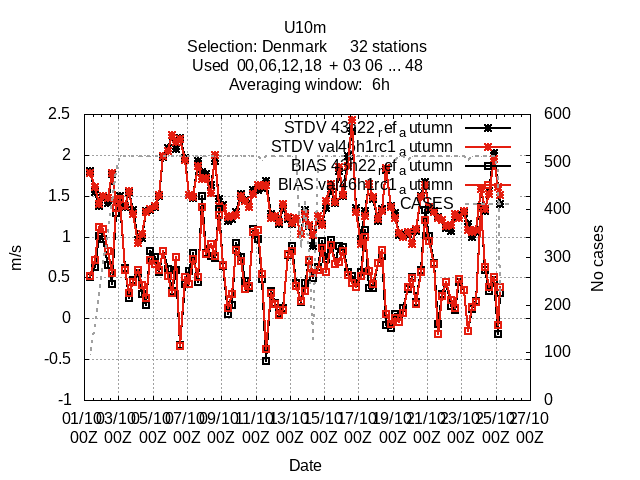 U10m
Selection: Denmark 32 stations
Used 00,06,12,18 + 03 06 ... 48
Averaging window: 6h
STDV 43h22_ref_autumn
STDV val46h1rc1_autumn
BIAS 43h22_ref_autumn
BIAS val46h1rc1_autumn
CASES
2.5
2
1.5
1
0.5
0
-0.5
-1
m/s
600
500
400
300
200
100
0
No cases
01/10 03/10 05/10 07/10 09/10 11/10 13/10 15/10 17/10 19/10 21/10 23/10 25/10 27/10
00Z 00Z 00Z 00Z 00Z 00Z 00Z 00Z 00Z 00Z 00Z 00Z 00Z 00Z
Date